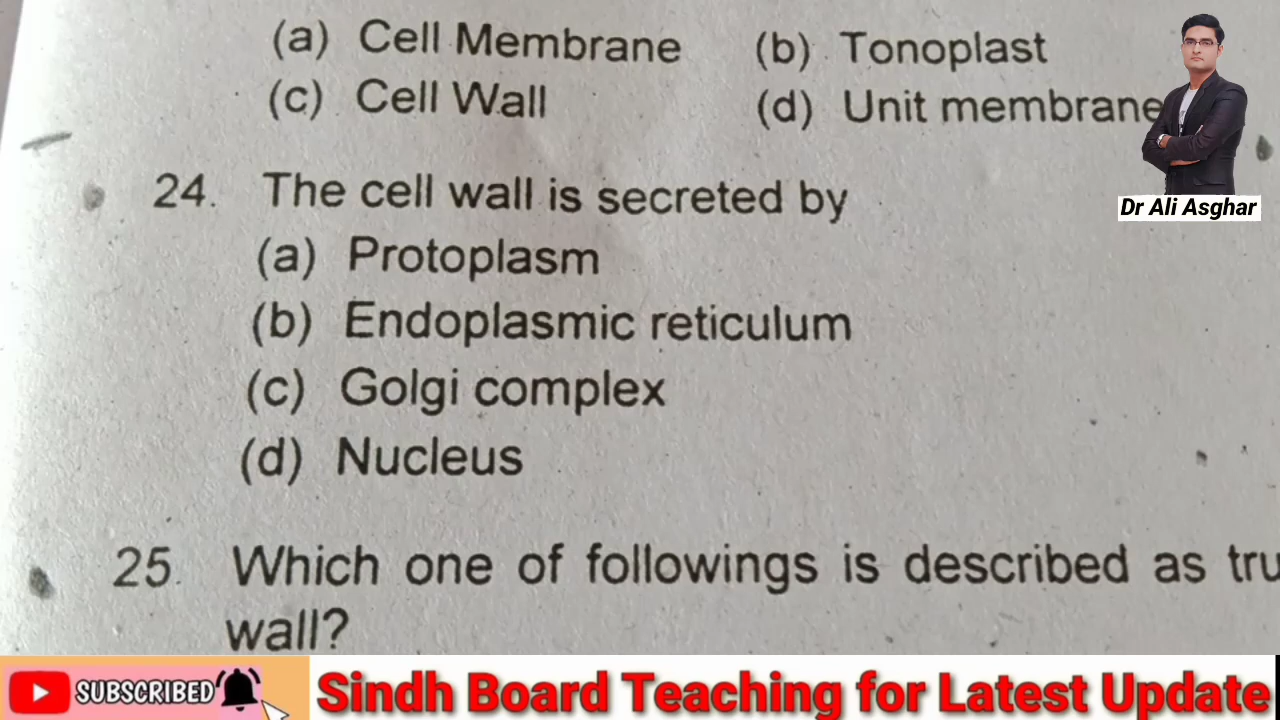 (a) Cell Membrane (b) Tonoplast
(c) Cell Wall (d) Unit membrane
Dr Ali Asghar
24. The cell wall is secreted by
(a) Protoplasm
(b) Endoplasmic reticulum
(c) Golgi complex
(d) Nucleus
25. Which one of followings is described as tru
wall?
SUBSCRIBED
Sindh Board Teaching for Latest Update